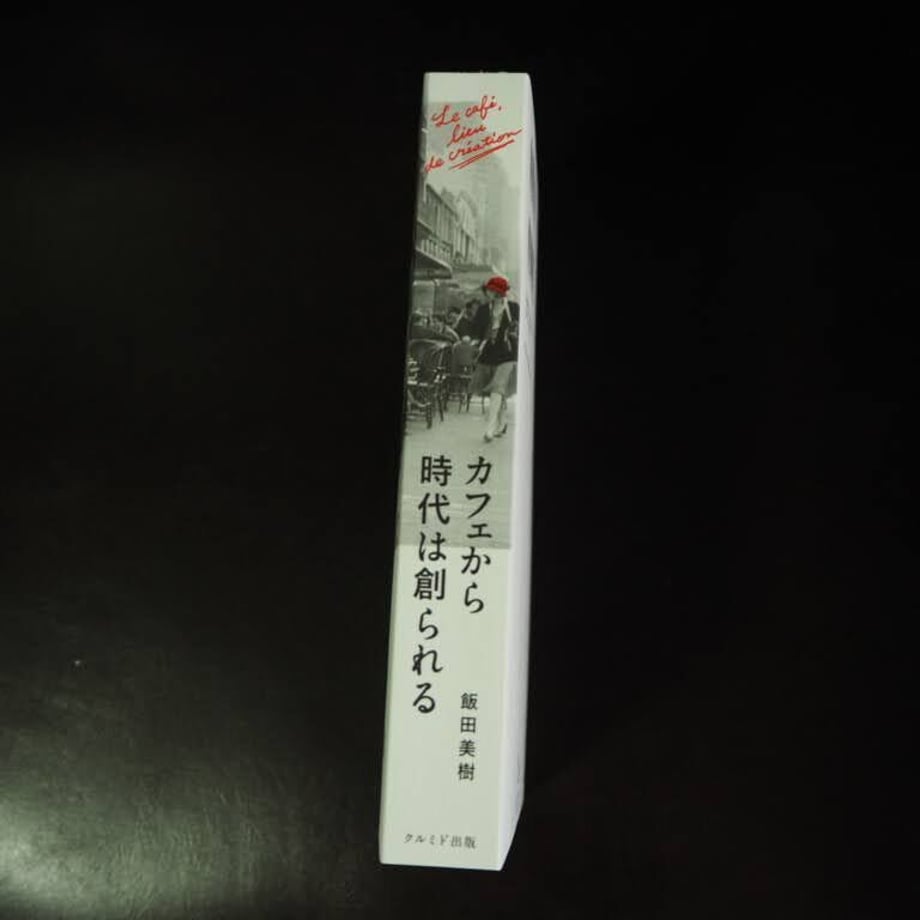 Le café,
lieu
de création
カフェから
時代は創られる
飯田美樹
クルミド出版